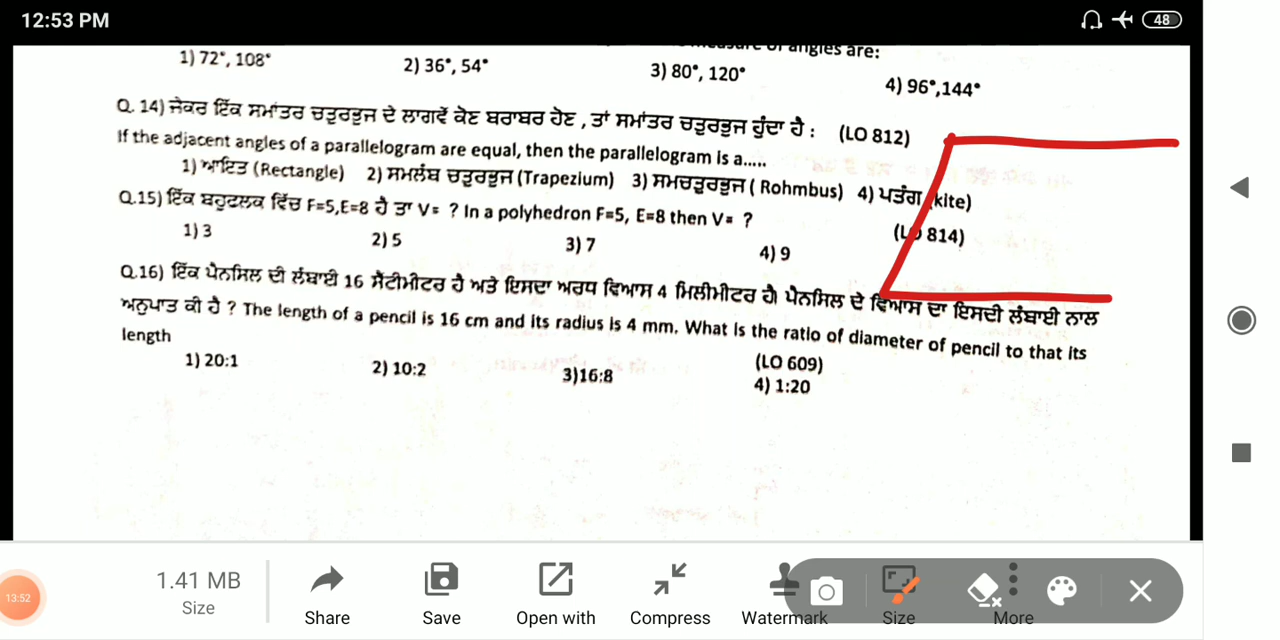 12:53 PM
48
measure of angles are:
1) 72°, 108°
2) 36°, 54°
3) 80°, 120°
4) 96°,144°
Q. 14) ਜੇਕਰ ਇੱਕ ਸਮਾਂਤਰ ਚਤੁਰਭੁਜ ਦੇ ਲਾਗਵੇਂ ਕੋਣ ਬਰਾਬਰ ਹੋਣ , ਤਾਂ ਸਮਾਂਤਰ ਚਤੁਰਭੁਜ ਹੁੰਦਾ ਹੈ : (LO 812)
If the adjacent angles of a parallelogram are equal, then the parallelogram is a.....
1) ਆਇਤ (Rectangle) 2) ਸਮਲੰਬ ਚਤੁਰਭੁਜ (Trapezium) 3) ਸਮਚਤੁਰਭੁਜ ( Rohmbus) 4) ਪਤੰਗ (kite)
Q.15) ਇੱਕ ਬਹੁਫਲਕ ਵਿੱਚ F=5,E=8 ਹੈ ਤਾ V= ? In a polyhedron F=5, E=8 then V= ?
(LO 814)
1) 3
2) 5
3) 7
4) 9
Q.16) ਇੱਕ ਪੈਨਸਿਲ ਦੀ ਲੰਬਾਈ 16 ਸੈਂਟੀਮੀਟਰ ਹੈ ਅਤੇ ਇਸਦਾ ਅਰਧ ਵਿਆਸ 4 ਮਿਲੀਮੀਟਰ ਹੈ। ਪੈਨਸਿਲ ਦੇ ਵਿਆਸ ਦਾ ਇਸਦੀ ਲੰਬਾਈ ਨਾਲ
ਅਨੁਪਾਤ ਕੀ ਹੈ ? The length of a pencil is 16 cm and its radius is 4 mm. What is the ratio of diameter of pencil to that its
length
(LO 609)
1) 20:1
2) 10:2
3)16:8
4) 1:20
13:52
1.41 MB
Size
Share
Save
Open with
Compress
Watermark
Size
More